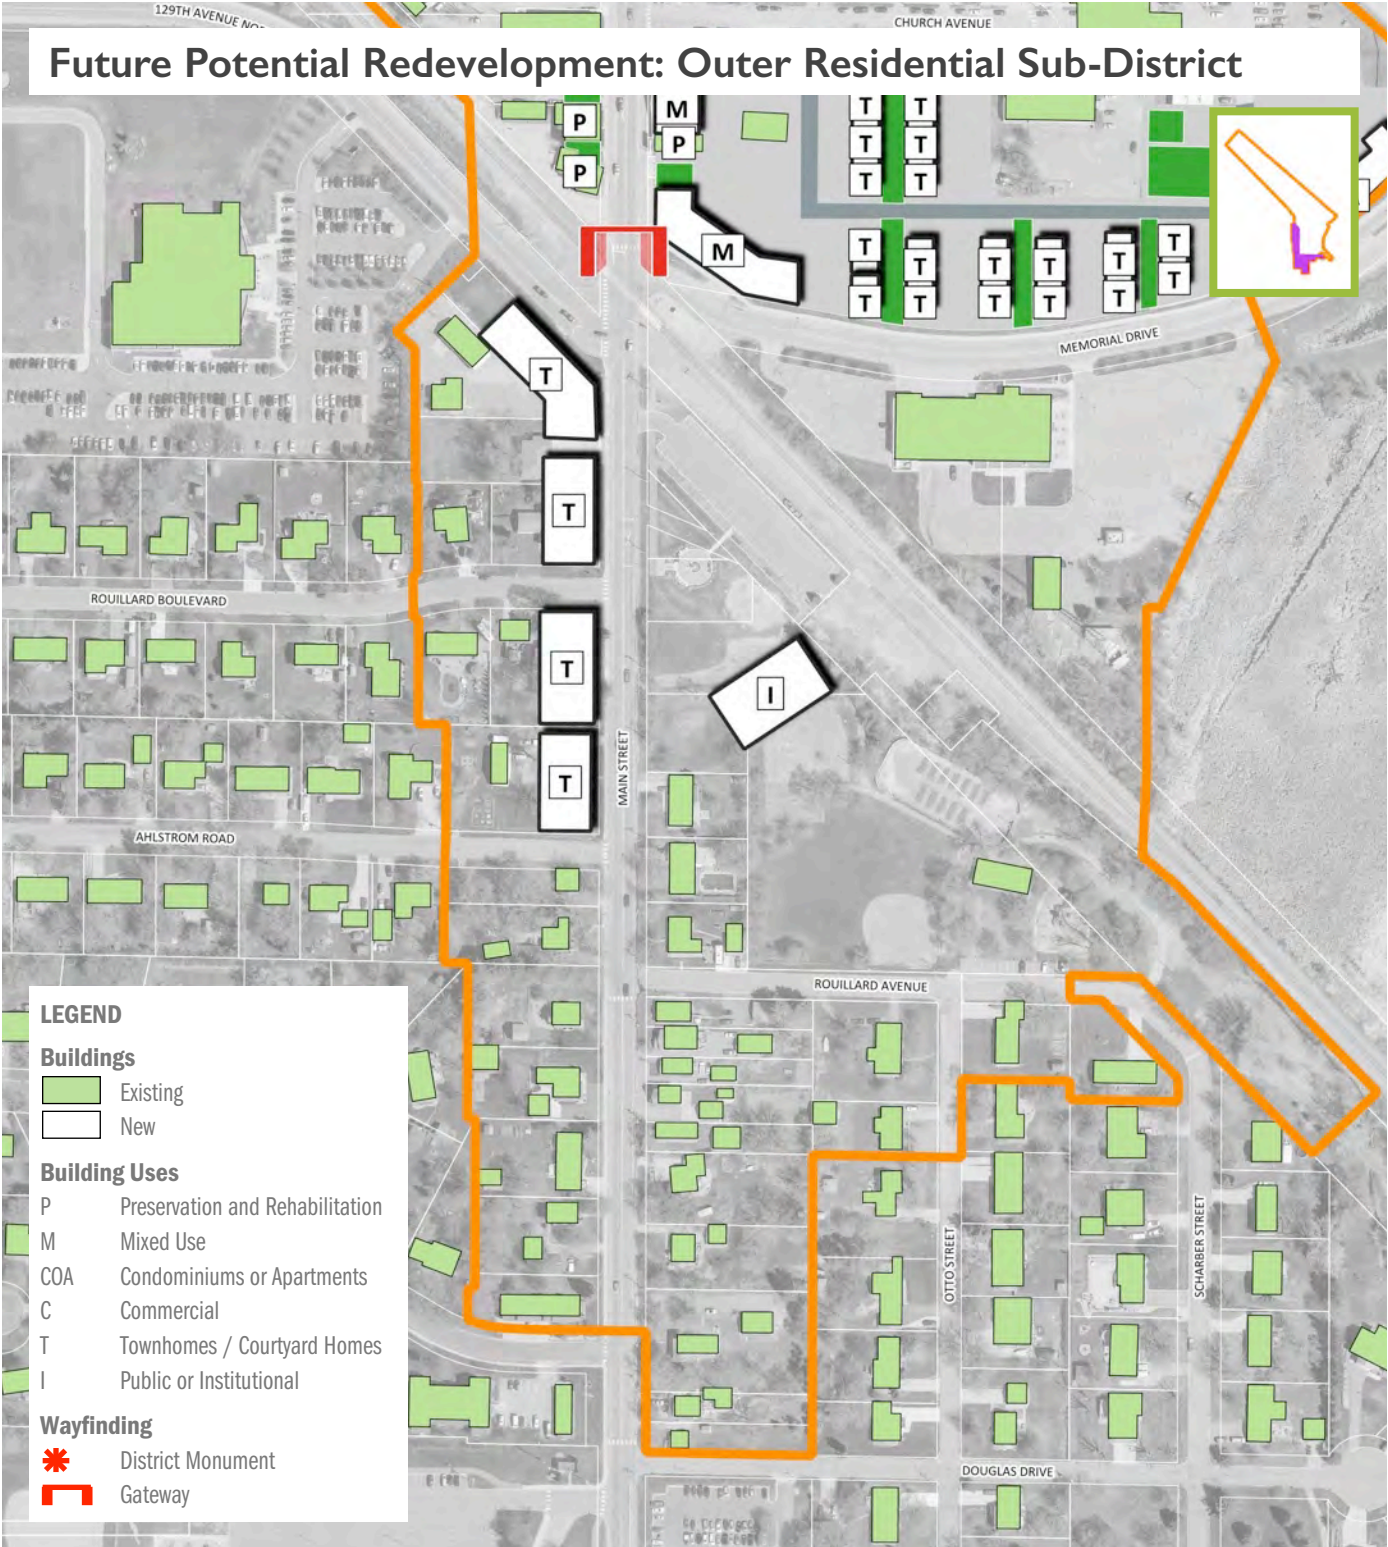 129TH AVENUE NO
CHURCH AVENUE
Future Potential Redevelopment: Outer Residential Sub-District
P
M
T
T
P
T
T
P
T
T
M
T
T
T
T
T
T
T
T
T
T
T
T
MEMORIAL DRIVE
T
T
ROUILLARD BOULEVARD
T
I
MAIN STREET
T
AHLSTROM ROAD
ROUILLARD AVENUE
OTTO STREET
SCHARBER STREET
DOUGLAS DRIVE
LEGEND
Buildings
Existing
New
Building Uses
P Preservation and Rehabilitation
M Mixed Use
COA Condominiums or Apartments
C Commercial
T Townhomes / Courtyard Homes
I Public or Institutional
Wayfinding
District Monument
Gateway